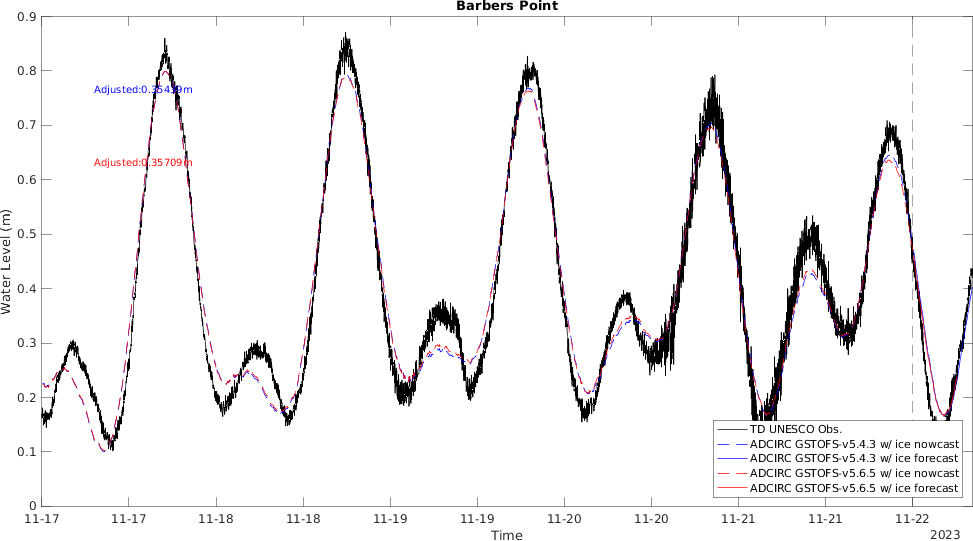 Barbers Point
0.9
0.8
0.7
0.6
0.5
0.4
0.3
0.2
0.1
0
Water Level (m)
Adjusted:0.35439m
Adjusted:0.35709m
TD UNESCO Obs.
ADCIRC GSTOFS-v5.4.3 w/ ice nowcast
ADCIRC GSTOFS-v5.4.3 w/ ice forecast
ADCIRC GSTOFS-v5.6.5 w/ ice nowcast
ADCIRC GSTOFS-v5.6.5 w/ ice forecast
11-17 11-17 11-18 11-18 11-19 11-19 11-20 11-20 11-21 11-21 11-22
Time
2023